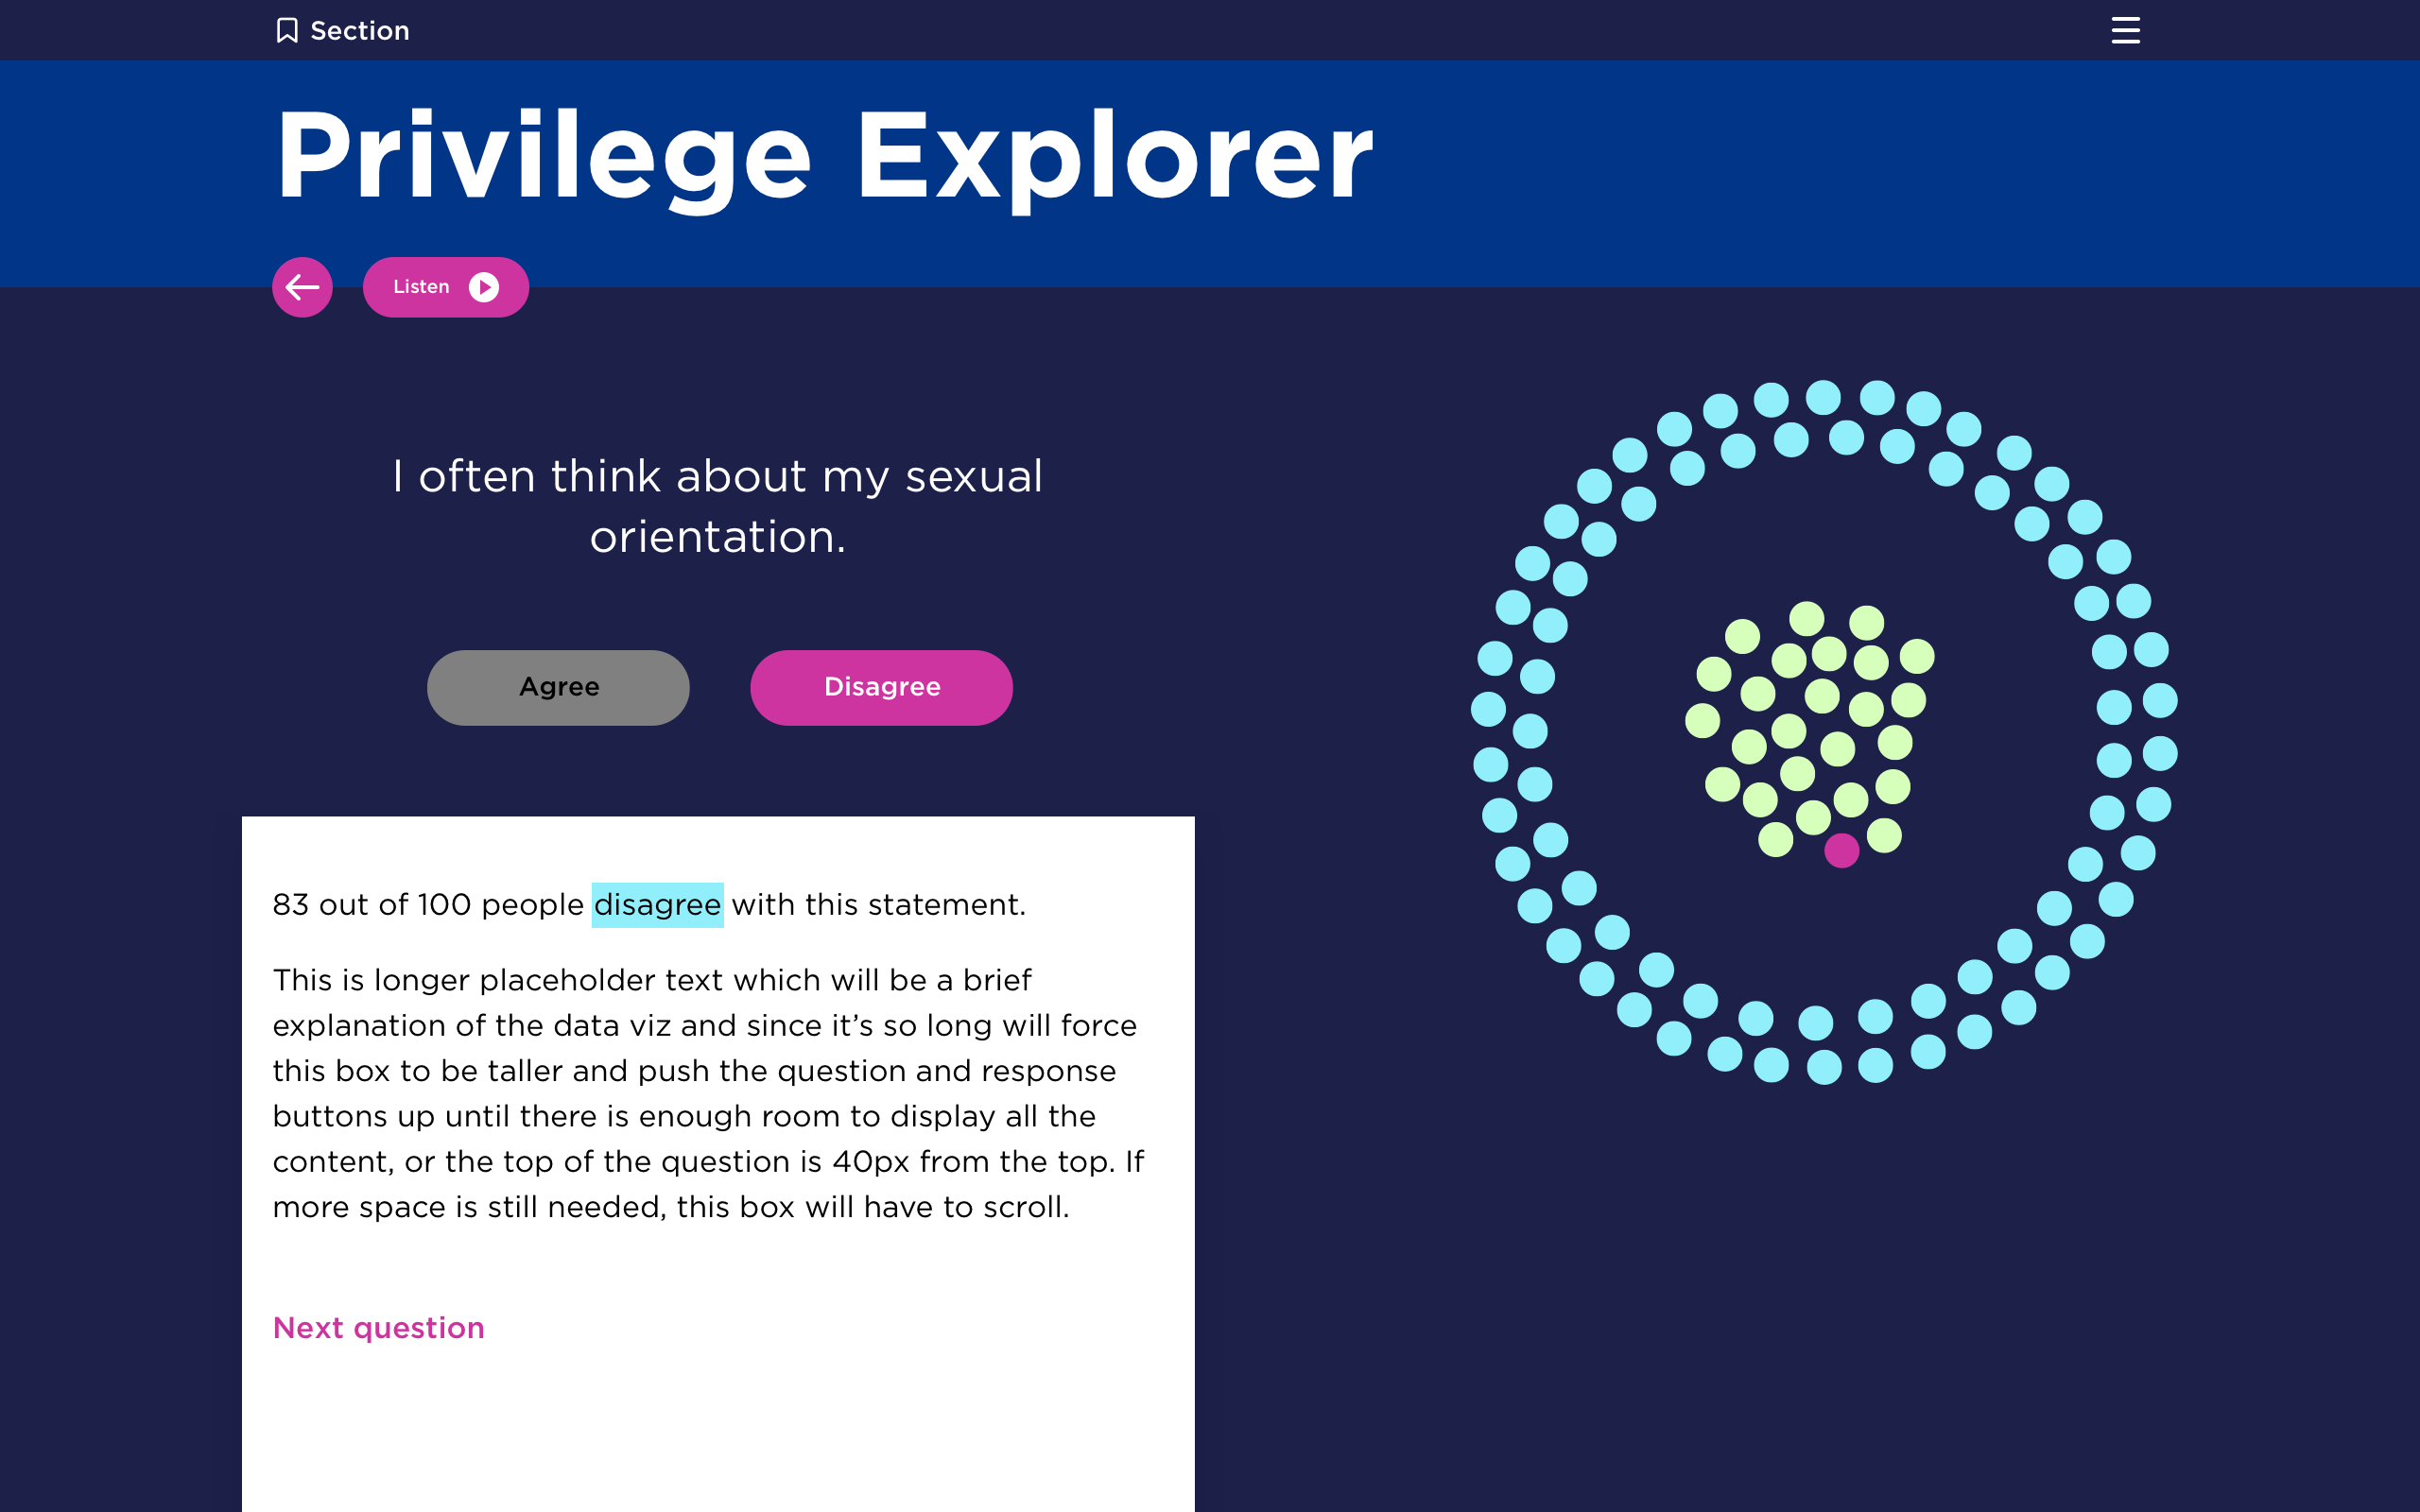 Section
Privilege Explorer
Listen
I often think about my sexual
orientation.
Agree
Disagree
83 out of 100 people disagree with this statement.
This is longer placeholder text which will be a brief
explanation of the data viz and since it’s so long will force
this box to be taller and push the question and response
buttons up until there is enough room to display all the
content, or the top of the question is 40px from the top. If
more space is still needed, this box will have to scroll.
Next question